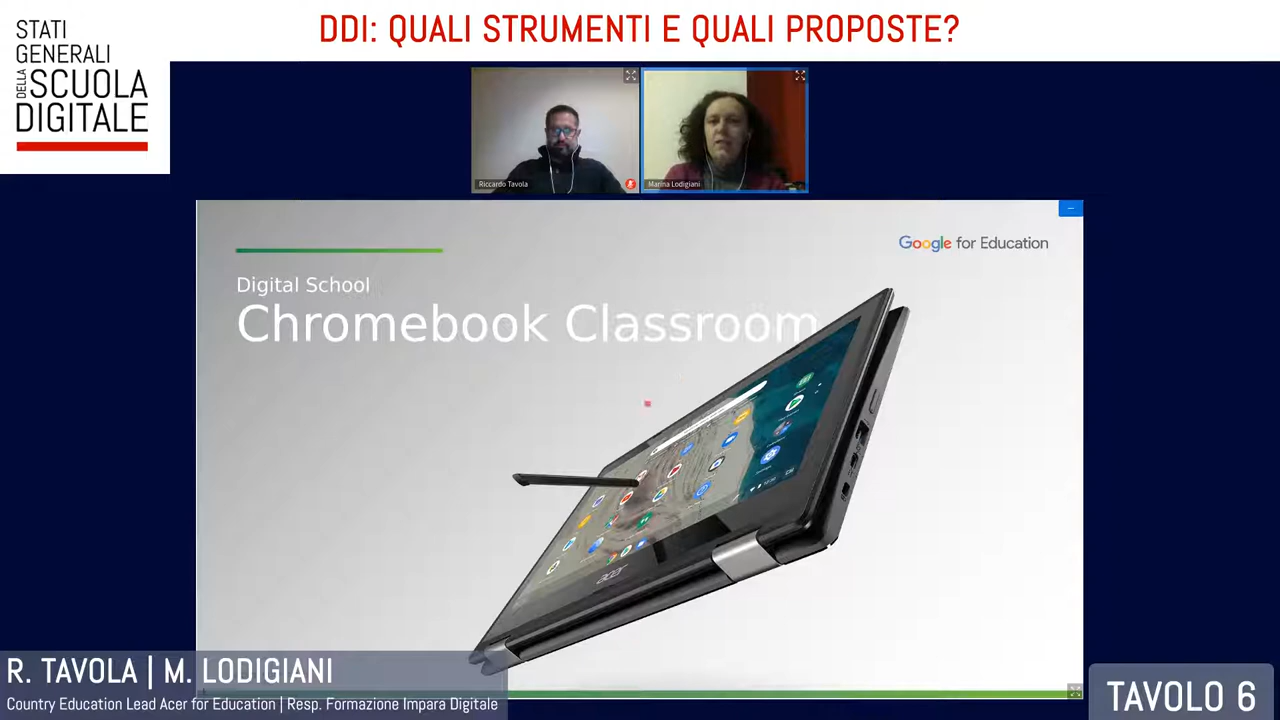 STATI
GENERALI
DELLA SCUOLA
DIGITALE
DDI: QUALI STRUMENTI E QUALI PROPOSTE?
Riccardo Tavola
Marina Lodigiani
Google for Education
Digital School
Chromebook Classroom
acer
R. TAVOLA | M. LODIGIANI
Country Education Lead Acer for Education | Resp. Formazione Impara Digitale
TAVOLO 6